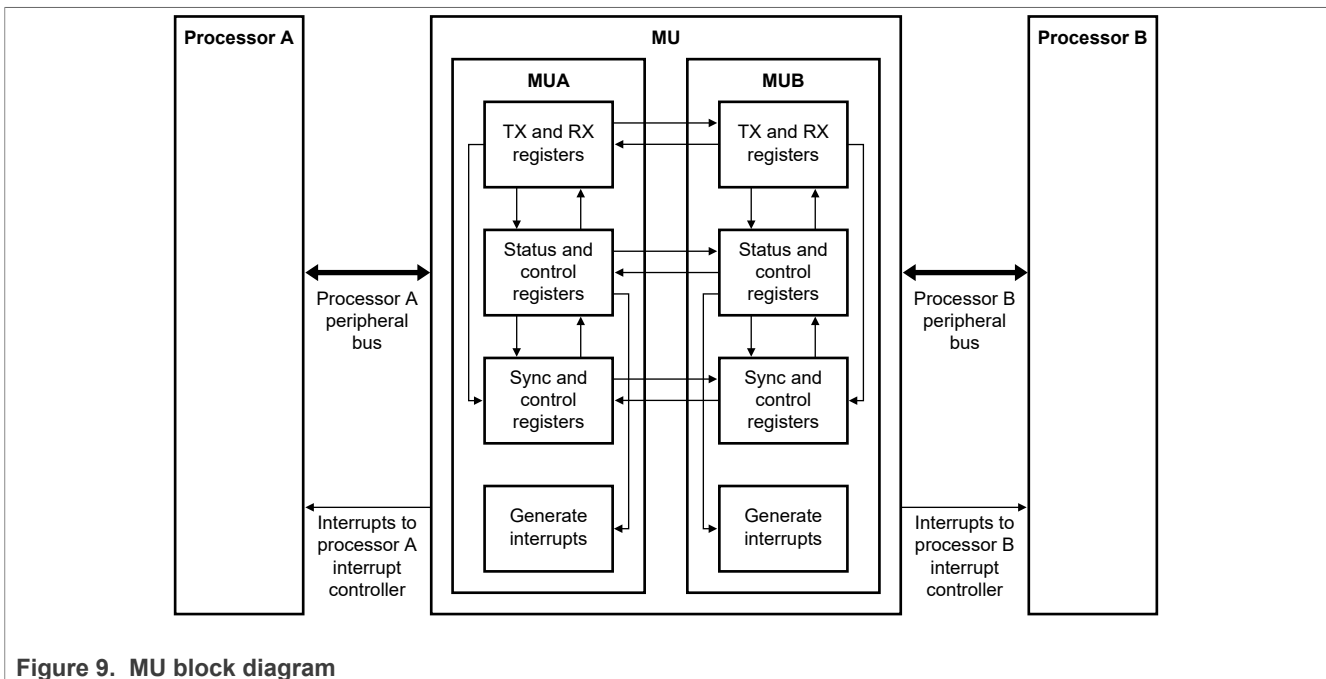 Processor A
MU
Processor B
MUA
MUB
TX and RX
registers
TX and RX
registers
Status and
control
registers
Status and
control
registers
Processor A
peripheral
bus
Processor B
peripheral
bus
Sync and
control
registers
Sync and
control
registers
Generate
interrupts
Generate
interrupts
Interrupts to
processor A
interrupt
controller
Interrupts to
processor B
interrupt
controller
Figure 9. MU block diagram